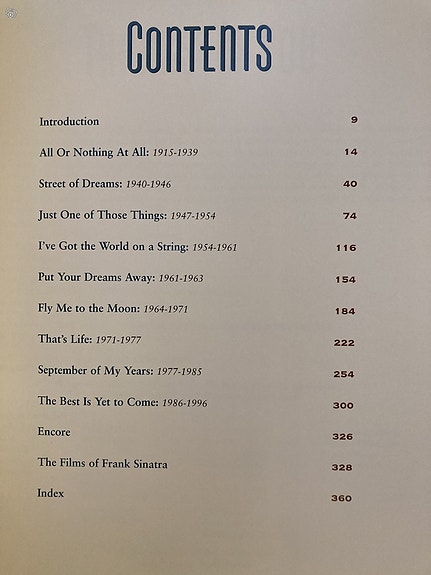 CONTENTS
Introduction 9
All Or Nothing At All: 1915-1939 14
Street of Dreams: 1940-1946 40
Just One of Those Things: 1947-1954 74
I've Got the World on a String: 1954-1961 116
Put Your Dreams Away: 1961-1963 154
Fly Me to the Moon: 1964-1971 184
That's Life: 1971-1977 222
September of My Years: 1977-1985 254
The Best Is Yet to Come: 1986-1996 300
Encore 326
The Films of Frank Sinatra 328
Index 360